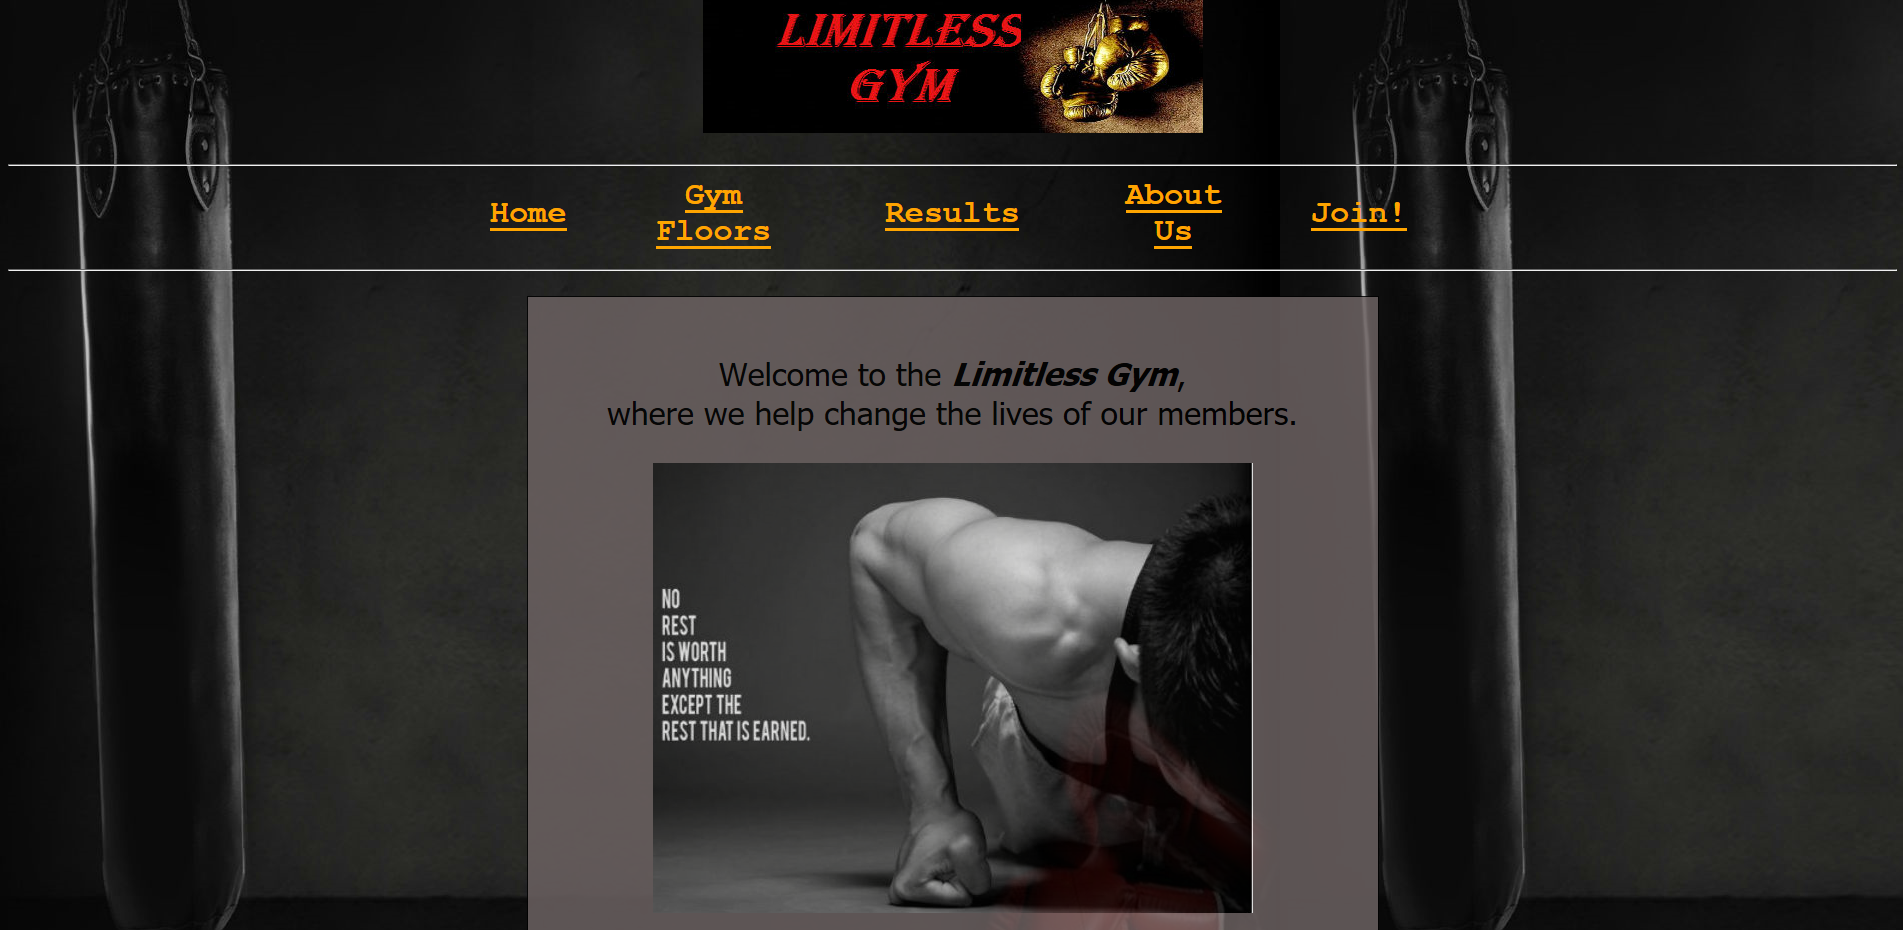 LIMITLESS
GYM
Home
Gym
Floors
Results
About
Us
Join!
Welcome to the Limitless Gym,
where we help change the lives of our members.
NO
REST
IS WORTH
ANYTHING
EXCEPT THE
REST THAT IS EARNED.